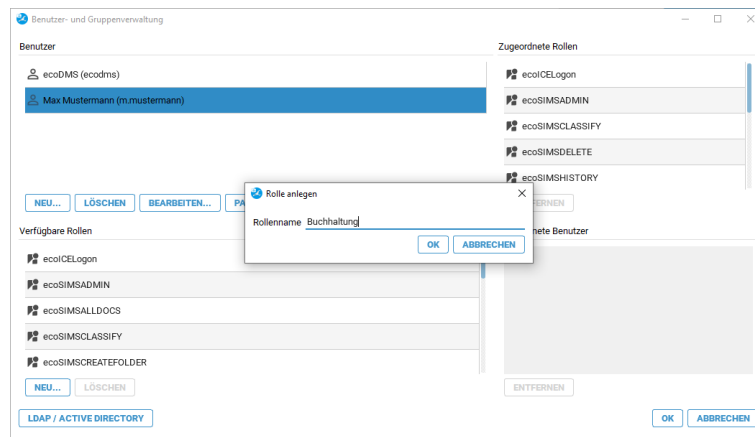 Benutzer- und Gruppenverwaltung
Benutzer
Zugeordnete Rollen
ecoDMS (ecodms)
Max Mustermann (m.mustermann)
ecoICELogon
ecoSIMSADMIN
ecoSIMSCLASSIFY
ecoSIMSDELETE
ecoSIMSHISTORY
NEU...
LÖSCHEN
BEARBEITEN...
Rolle anlegen
Rollenname Buchhaltung
OK
ABBRECHEN
Verfügbare Rollen
Benutzer
ecoICELogon
ecoSIMSADMIN
ecoSIMSALLDOCS
ecoSIMSCLASSIFY
ecoSIMSCREATEFOLDER
NEU...
LÖSCHEN
ENTFERNEN
LDAP / ACTIVE DIRECTORY
OK
ABBRECHEN